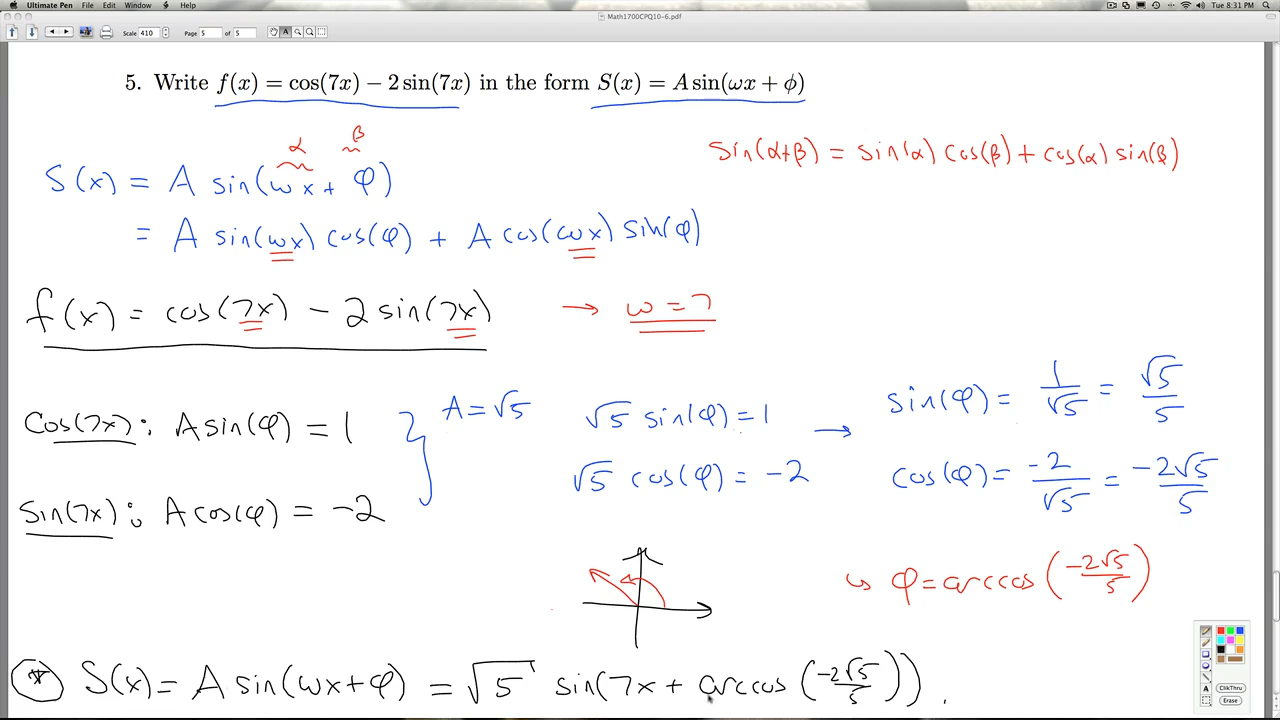 Ultimate Pen File Edit Window Help Tue 8:31 PM
Math1700CPQ10-6.pdf
Scale 410 Page 5 of 5
5. Write f(x) = cos(7x) − 2 sin(7x) in the form S(x) = A sin(ωx + ϕ)
α β
sin(α+β) = sin(α) cos(β) + cos(α) sin(β)
S(x) = A sin(ωx + φ)
= A sin(ωx) cos(φ) + A cos(ωx) sin(φ)
f(x) = cos(7x) − 2 sin(7x) → ω = 7
cos(7x): A sin(φ) = 1
sin(7x): A cos(φ) = −2
A = √5
√5 sin(φ) = 1
√5 cos(φ) = −2
→
sin(φ) = 1/√5 = √5/5
cos(φ) = −2/√5 = −2√5/5
↳ φ = arccos(−2√5/5)
S(x) = A sin(ωx+φ) = √5 sin(7x + arccos(−2√5/5)).
ClikThru
Erase